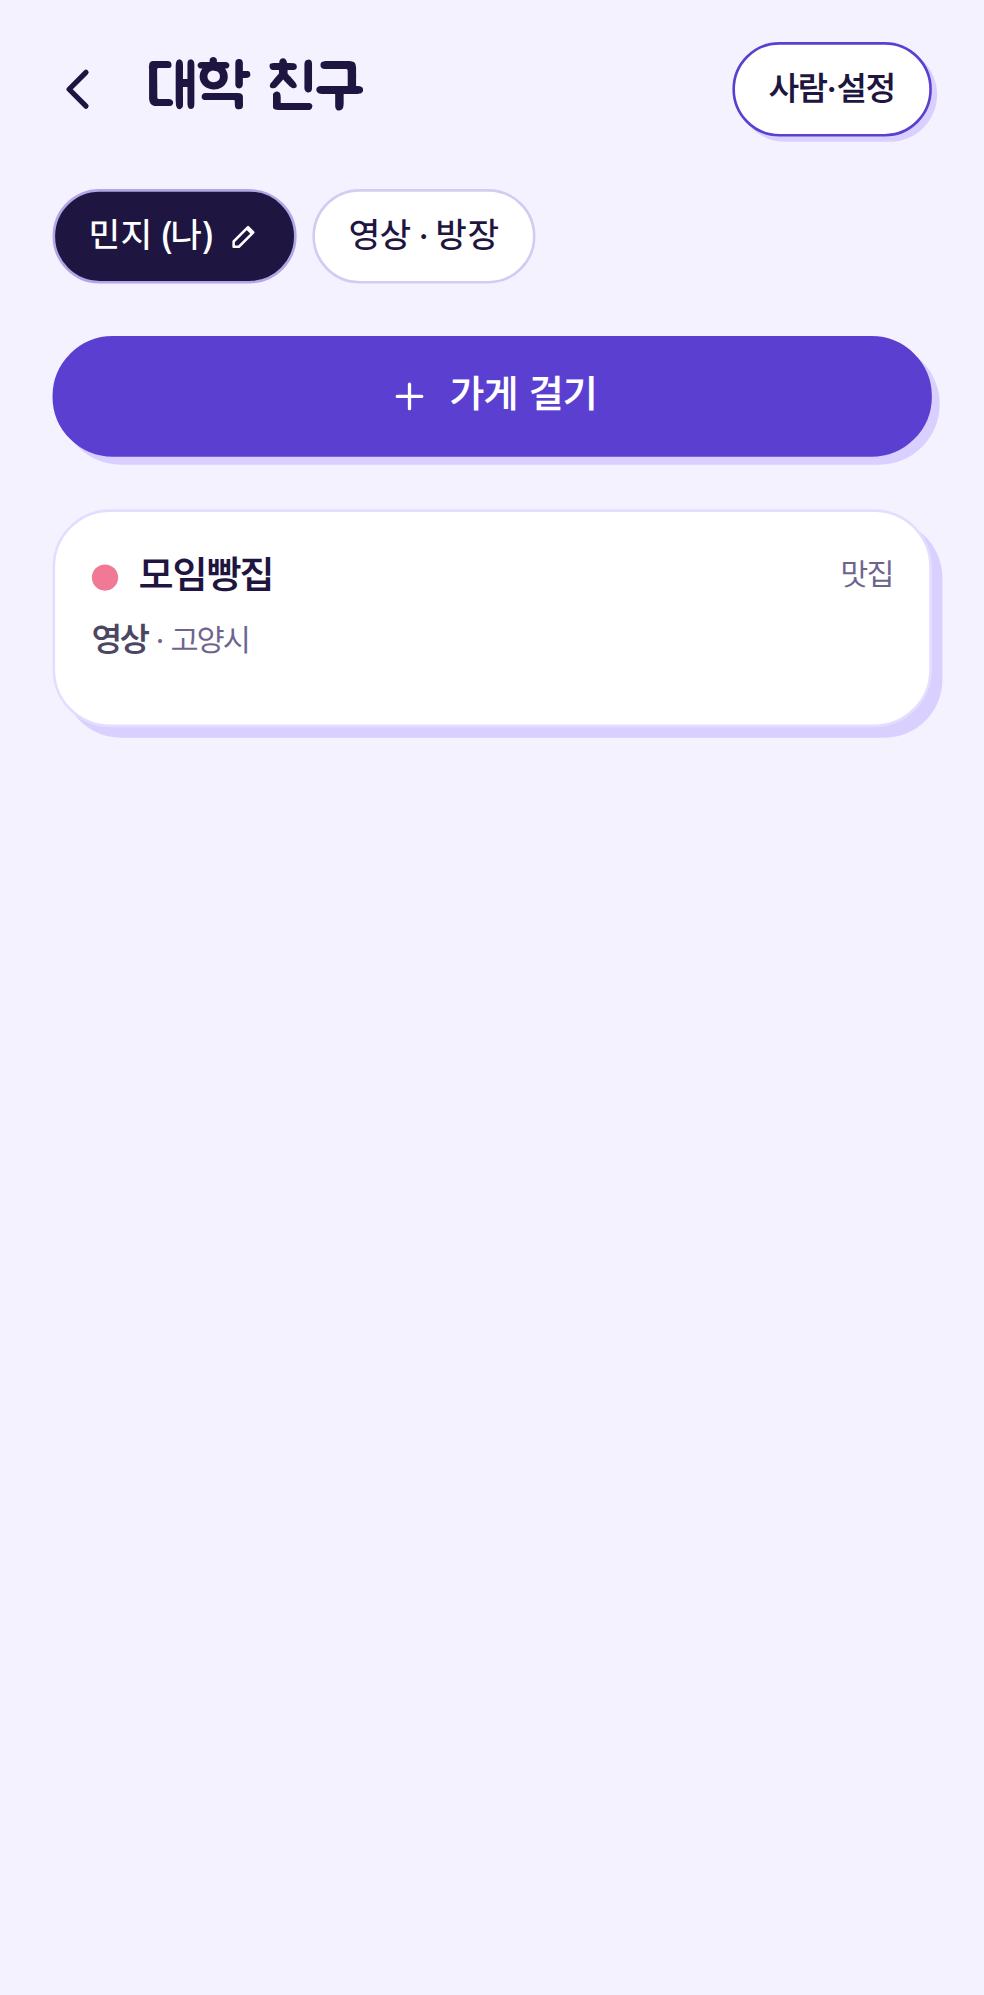 대학 친구
사람·설정
민지 (나)
영상 · 방장
+ 가게 걸기
모임빵집
맛집
영상 · 고양시